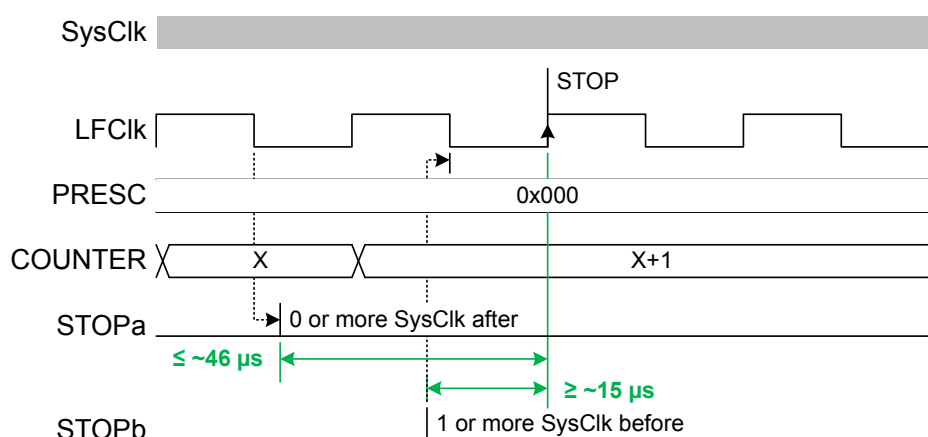 SysClk
STOP
LFClk
PRESC 0x000
COUNTER X X+1
STOPa 0 or more SysClk after
≤ ~46 µs
≥ ~15 µs
STOPb 1 or more SysClk before